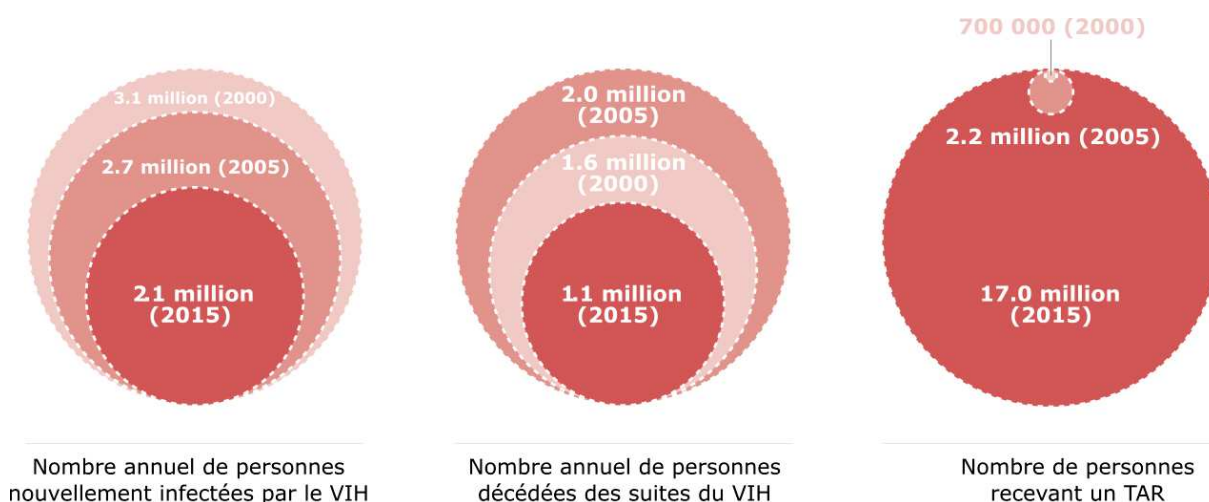 3.1 million (2000)
2.7 million (2005)
2.1 million
(2015)
Nombre annuel de personnes
nouvellement infectées par le VIH
2.0 million
(2005)
1.6 million
(2000)
1.1 million
(2015)
Nombre annuel de personnes
décédées des suites du VIH
700 000 (2000)
2.2 million (2005)
17.0 million
(2015)
Nombre de personnes
recevant un TAR